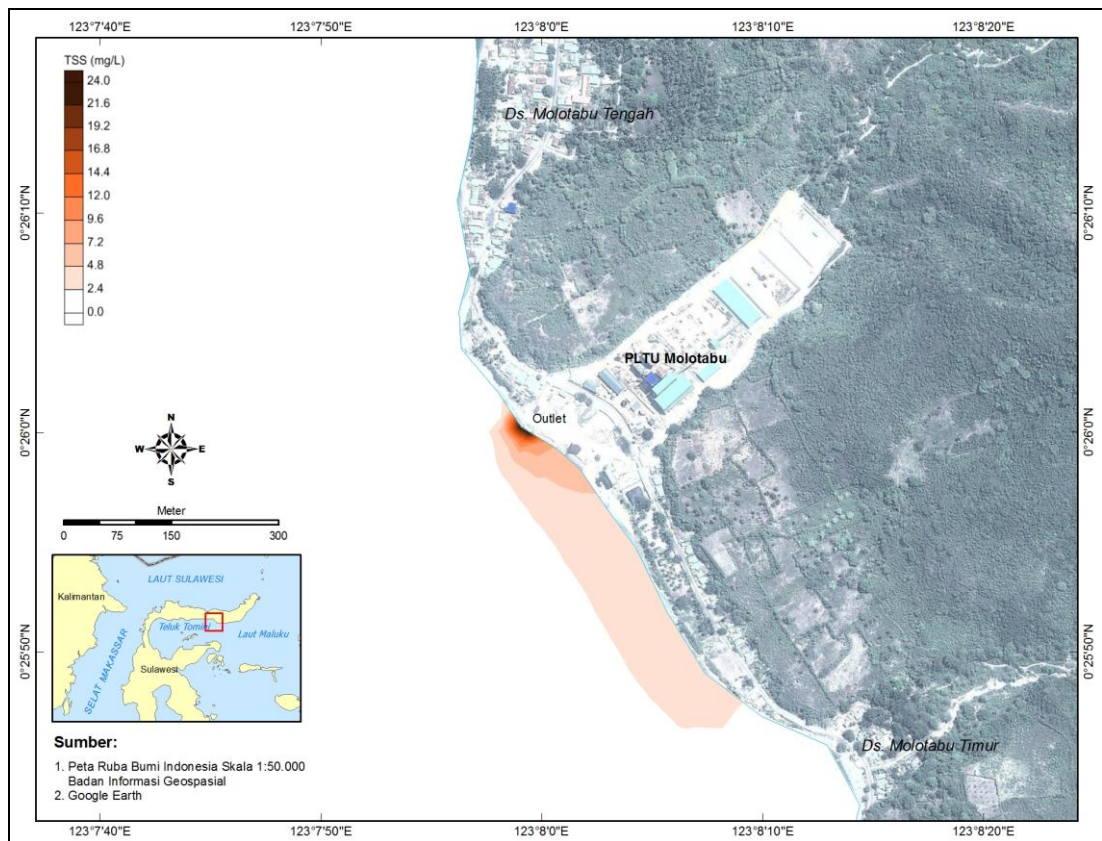 123°7'40"E 123°7'50"E 123°8'0"E 123°8'10"E 123°8'20"E
TSS (mg/L)
24.0
21.6
19.2
16.8
14.4
12.0
9.6
7.2
4.8
2.4
0.0
Ds. Molotabu Tengah
0°26'10"N 0°26'10"N
PLTU Molotabu
Outlet
0°26'0"N 0°26'0"N
N
W E
S
Meter
0 75 150 300
LAUT SULAWESI
Kalimantan
Teluk Tomini
Laut Maluku
SELAT MAKASSAR
Sulawesi
0°25'50"N 0°25'50"N
Ds. Molotabu Timur
Sumber:
1. Peta Ruba Bumi Indonesia Skala 1:50.000
Badan Informasi Geospasial
2. Google Earth
123°7'40"E 123°7'50"E 123°8'0"E 123°8'10"E 123°8'20"E